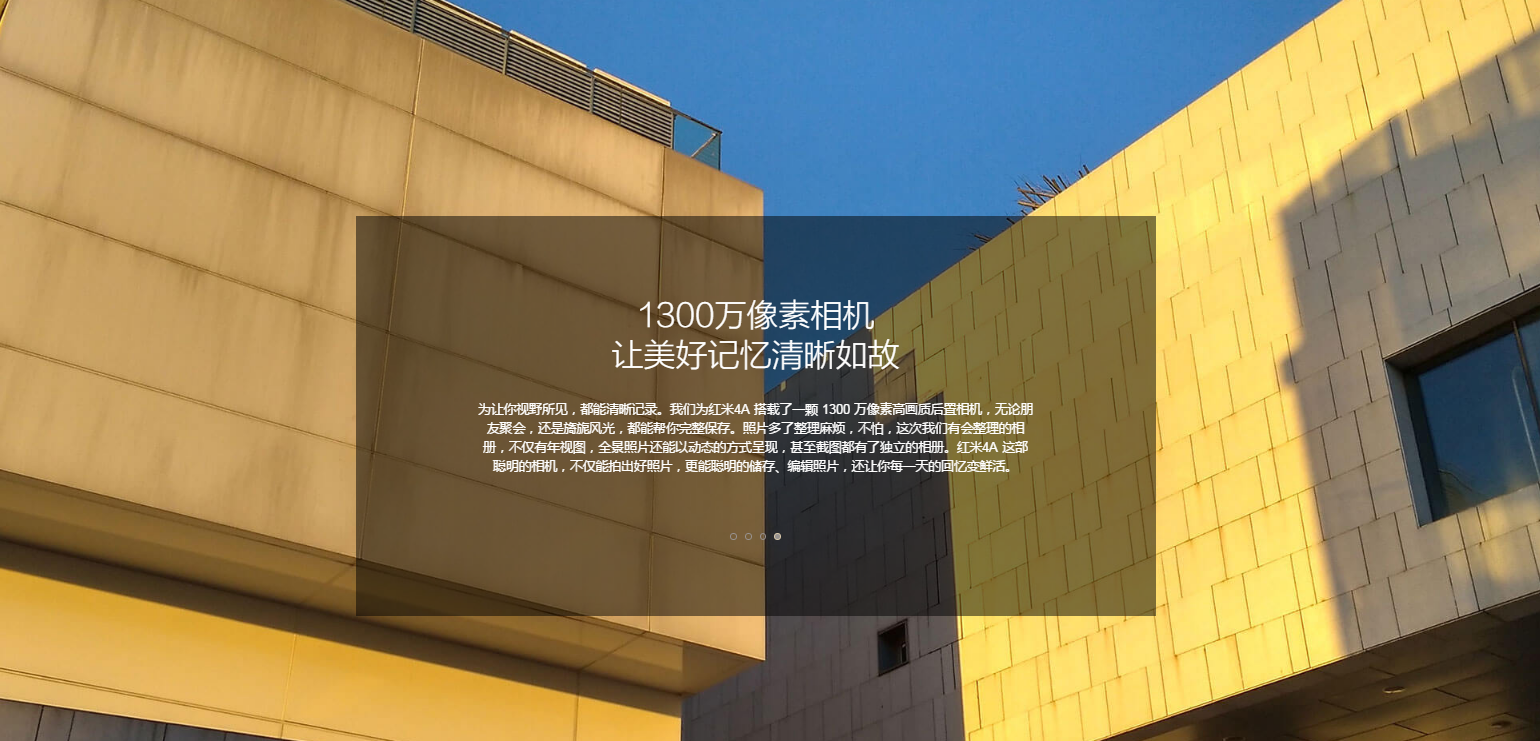 1300万像素相机
让美好记忆清晰如故
为让你视野所见，都能清晰记录。我们为红米4A 搭载了一颗 1300 万像素高画质后置相机，无论朋
友聚会，还是旖旎风光，都能帮你完整保存。照片多了整理麻烦，不怕，这次我们有会整理的相
册，不仅有年视图，全景照片还能以动态的方式呈现，甚至截图都有了独立的相册。红米4A 这部
聪明的相机，不仅能拍出好照片，更能聪明的储存、编辑照片，还让你每一天的回忆变鲜活。